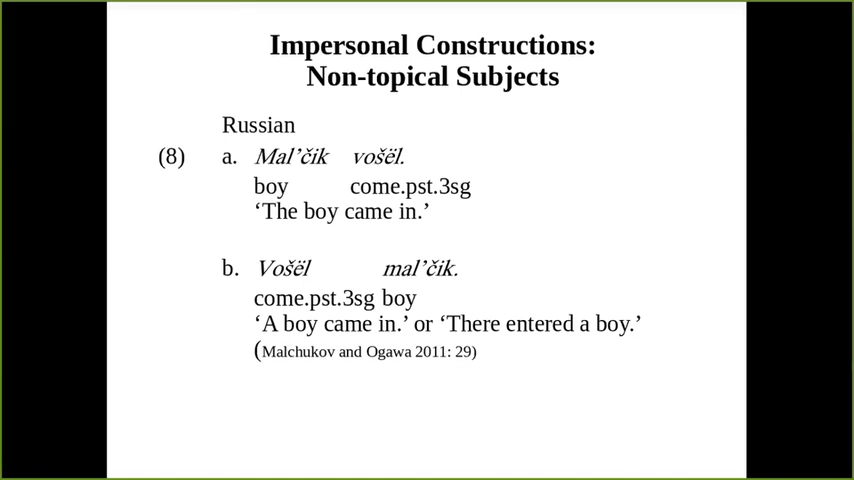 Impersonal Constructions:
Non-topical Subjects
Russian
(8) a. Mal’čik vošël.
boy come.pst.3sg
‘The boy came in.’
b. Vošël mal’čik.
come.pst.3sg boy
‘A boy came in.’ or ‘There entered a boy.’
(Malchukov and Ogawa 2011: 29)